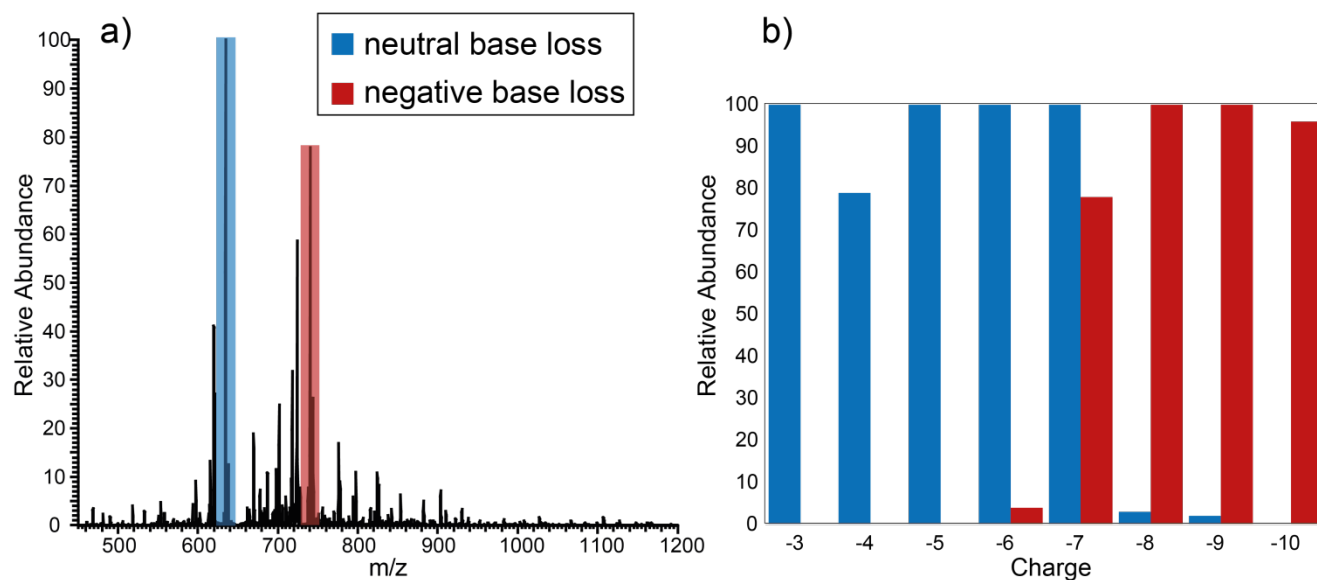 a)
neutral base loss
negative base loss
Relative Abundance
100
90
80
70
60
50
40
30
20
10
0
500 600 700 800 900 1000 1100 1200
m/z
b)
Relative Abundance
100
90
80
70
60
50
40
30
20
10
0
-3 -4 -5 -6 -7 -8 -9 -10
Charge